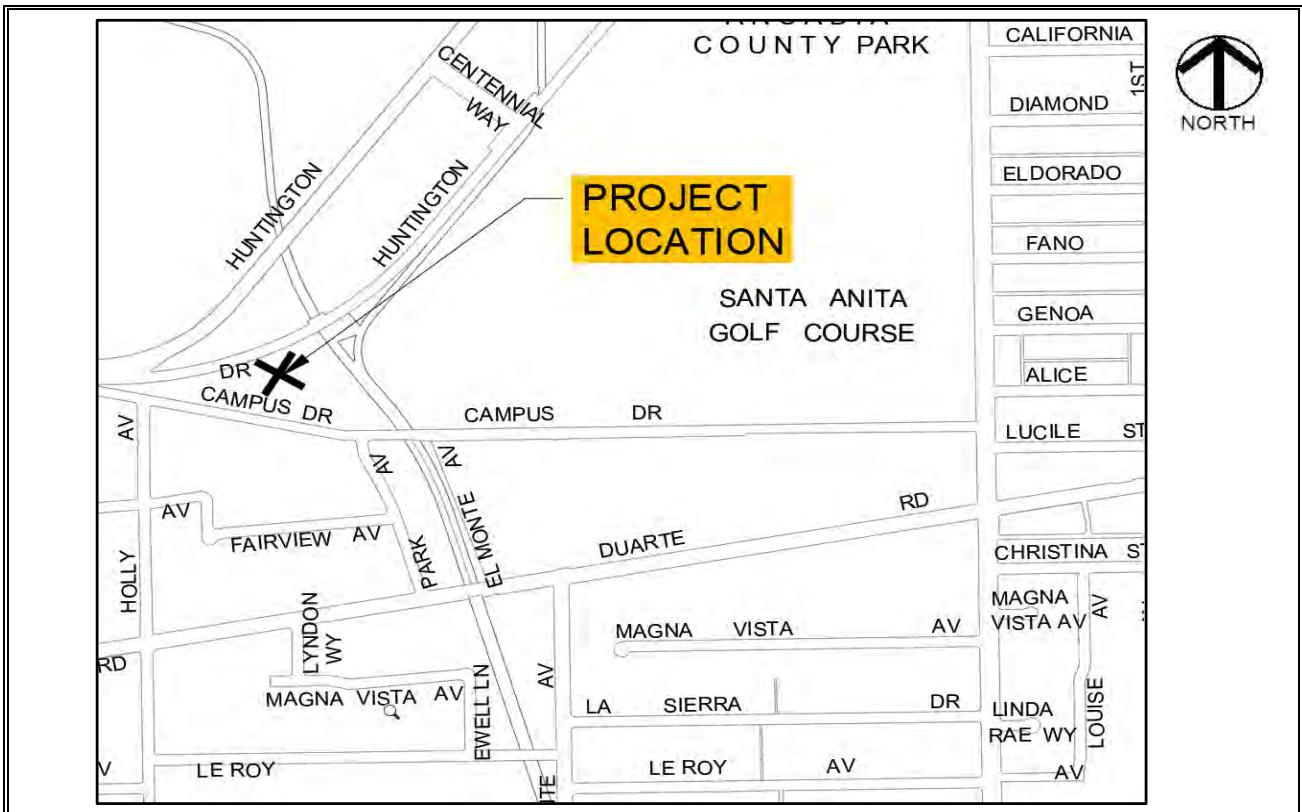 COUNTY PARK
CALIFORNIA
1ST
NORTH
CENTENNIAL
WAY
DIAMOND
HUNTINGTON
HUNTINGTON
PROJECT
LOCATION
ELDORADO
FANO
SANTA ANITA
GOLF COURSE
GENOA
DR
ALICE
CAMPUS DR
CAMPUS DR
LUCILE ST
AV
AV
AV
RD
AV
FAIRVIEW AV
EL MONTE
DUARTE
CHRISTINA ST
HOLLY
PARK
MAGNA
VISTA AV
AV
LYNDON
WY
MAGNA VISTA AV
RD
MAGNA VISTA AV
EWELL LN
AV
LA SIERRA DR
LINDA
RAE WY
LOUISE
LE ROY
LE ROY AV
AV